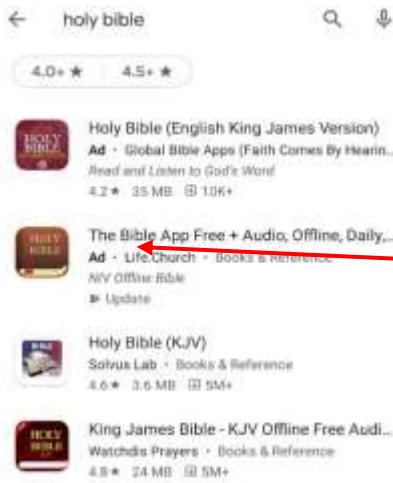 holy bible
4.0+ ★ 4.5+ ★
HOLY BIBLE
Holy Bible (English King James Version)
Ad • Global Bible Apps (Faith Comes By Hearin..
Read and Listen to God's Word
4.2 ★ 35 MB 10K+
HOLY BIBLE
The Bible App Free + Audio, Offline, Daily,..
Ad • Life.Church • Books & Reference
NIV Offline Bible
Update
BIBLE
Holy Bible (KJV)
Solvus Lab • Books & Reference
4.6 ★ 3.6 MB 5M+
HOLY BIBLE
King James Bible - KJV Offline Free Audi..
Watchdis Prayers • Books & Reference
4.8 ★ 24 MB 5M+